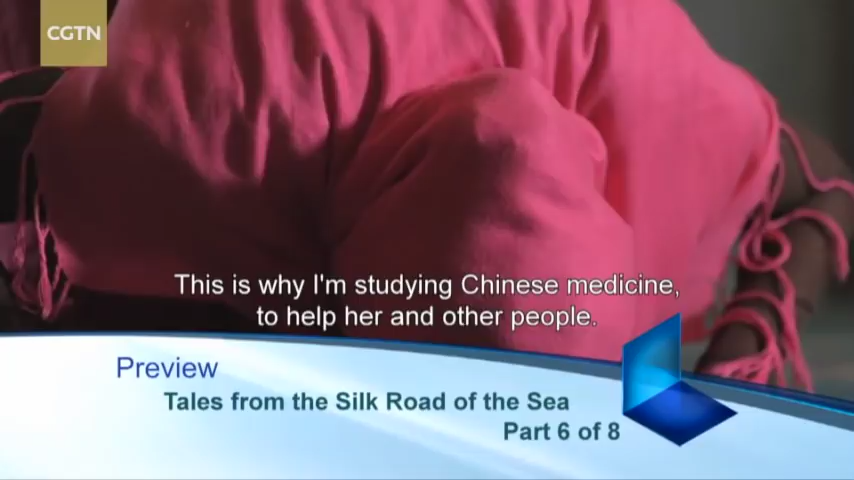 CGTN
This is why I'm studying Chinese medicine,
to help her and other people.
Preview
Tales from the Silk Road of the Sea
Part 6 of 8